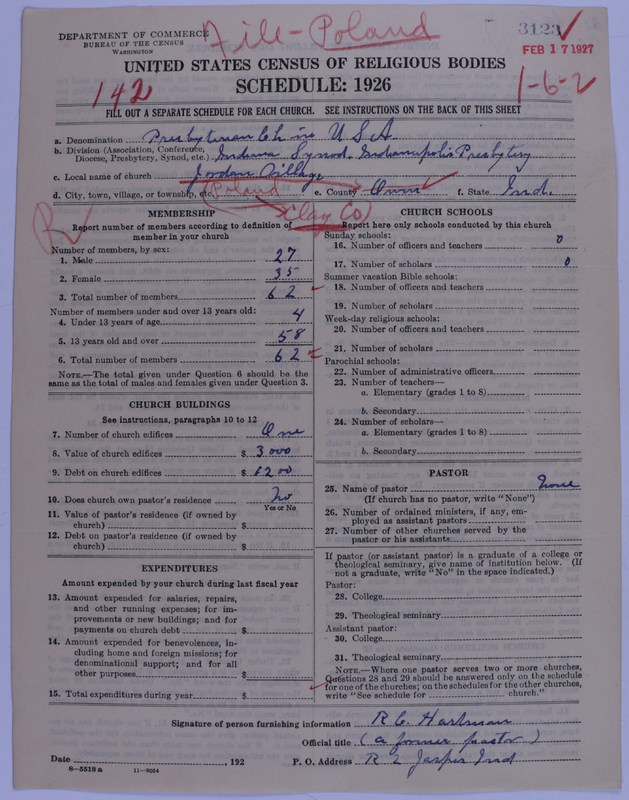 DEPARTMENT OF COMMERCE
BUREAU OF THE CENSUS
WASHINGTON
File - Poland
3123
FEB 17 1927
UNITED STATES CENSUS OF RELIGIOUS BODIES
SCHEDULE: 1926
142
1-6-2
FILL OUT A SEPARATE SCHEDULE FOR EACH CHURCH. SEE INSTRUCTIONS ON THE BACK OF THIS SHEET
a. Denomination Presbyterian Ch in U S A
b. Division (Association, Conference, Diocese, Presbytery, Synod, etc.) Indiana Synod. Indianapolis Presbytery
c. Local name of church Jordan Village
d. City, town, village, or township, etc. Poland e. County Owen f. State Ind.
Clay Co
MEMBERSHIP
Report number of members according to definition of
member in your church
Number of members, by sex:
1. Male 27
2. Female 35
3. Total number of members 62
Number of members under and over 13 years old:
4. Under 13 years of age 4
5. 13 years old and over 58
6. Total number of members 62
NOTE.—The total given under Question 6 should be the
same as the total of males and females given under Question 3.
CHURCH BUILDINGS
See instructions, paragraphs 10 to 12
7. Number of church edifices One
8. Value of church edifices $ 3000
9. Debt on church edifices $ 1200
10. Does church own pastor's residence No
Yes or No
11. Value of pastor's residence (if owned by
church) $
12. Debt on pastor's residence (if owned by
church) $
EXPENDITURES
Amount expended by your church during last fiscal year
13. Amount expended for salaries, repairs,
and other running expenses; for im-
provements or new buildings; and for
payments on church debt $
14. Amount expended for benevolences, in-
cluding home and foreign missions; for
denominational support; and for all
other purposes $
15. Total expenditures during year $
CHURCH SCHOOLS
Report here only schools conducted by this church
Sunday schools:
16. Number of officers and teachers 0
17. Number of scholars 0
Summer vacation Bible schools:
18. Number of officers and teachers
19. Number of scholars
Week-day religious schools:
20. Number of officers and teachers
21. Number of scholars
Parochial schools:
22. Number of administrative officers
23. Number of teachers—
a. Elementary (grades 1 to 8)
b. Secondary
24. Number of scholars—
a. Elementary (grades 1 to 8)
b. Secondary
PASTOR
25. Name of pastor None
(If church has no pastor, write "None")
26. Number of ordained ministers, if any, em-
ployed as assistant pastors
27. Number of other churches served by the
pastor or his assistants
If pastor (or assistant pastor) is a graduate of a college or
theological seminary, give name of institution below. (If
not a graduate, write "No" in the space indicated.)
Pastor:
28. College
29. Theological seminary
Assistant pastor:
30. College
31. Theological seminary
NOTE.—Where one pastor serves two or more churches,
Questions 28 and 29 should be answered only on the schedule
for one of the churches; on the schedules for the other churches,
write "See schedule for church."
Signature of person furnishing information R. C. Hartman
Official title (a former pastor)
Date , 192 P. O. Address R 2 Jasper Ind
8—5518 a 11—9054